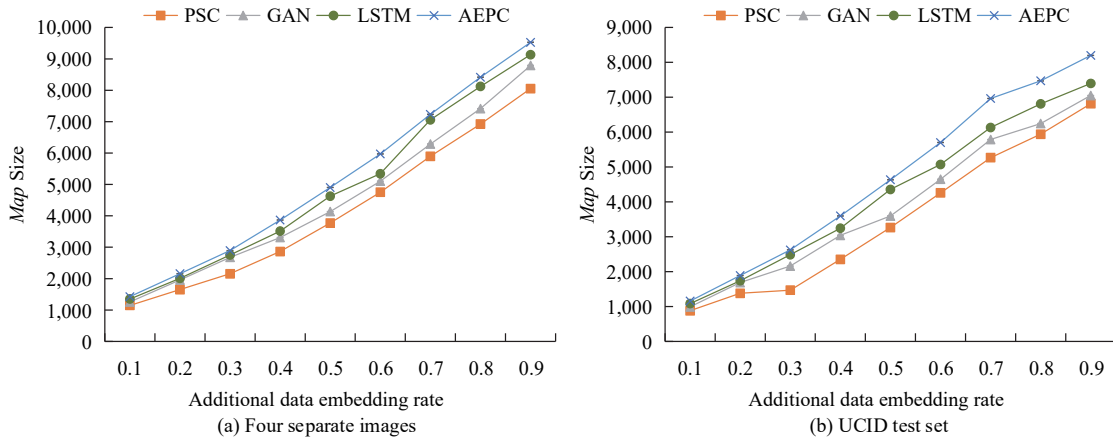 PSC GAN LSTM AEPC
10,000
9,000
8,000
7,000
6,000
5,000
4,000
3,000
2,000
1,000
0
Map Size
0.1 0.2 0.3 0.4 0.5 0.6 0.7 0.8 0.9
Additional data embedding rate
(a) Four separate images
PSC GAN LSTM AEPC
9,000
8,000
7,000
6,000
5,000
4,000
3,000
2,000
1,000
0
Map Size
0.1 0.2 0.3 0.4 0.5 0.6 0.7 0.8 0.9
Additional data embedding rate
(b) UCID test set